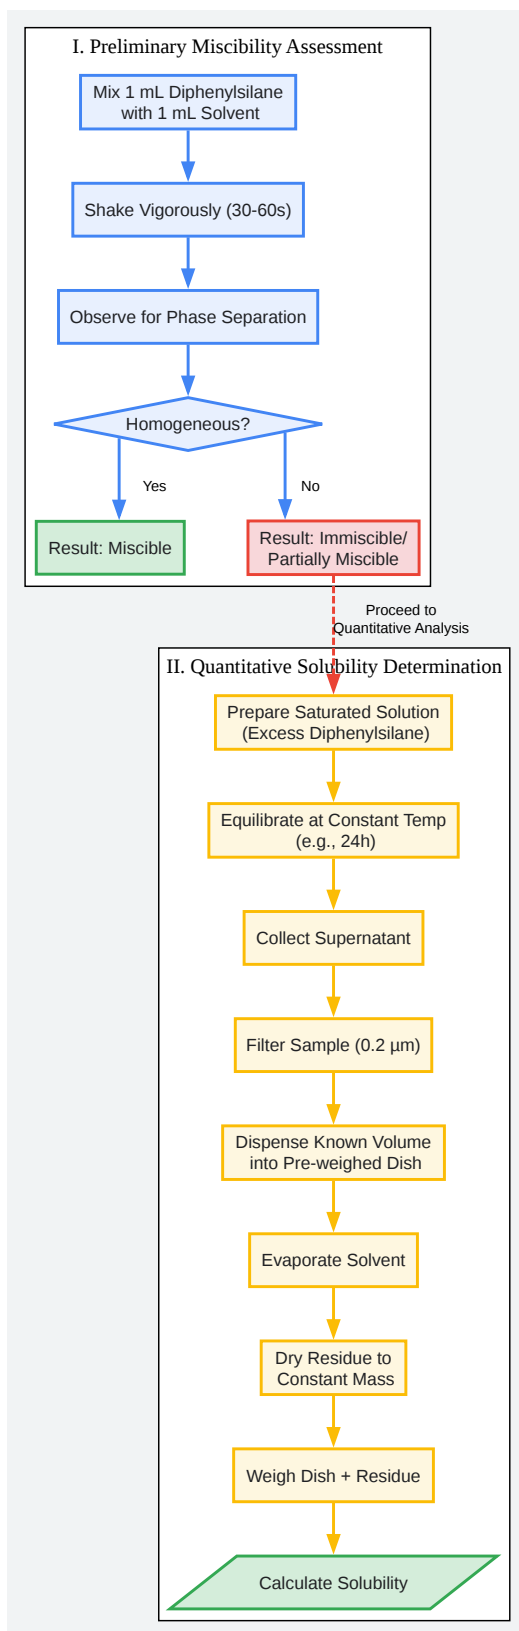 I. Preliminary Miscibility Assessment
Mix 1 mL Diphenylsilane
with 1 mL Solvent
Shake Vigorously (30-60s)
Observe for Phase Separation
Homogeneous?
Yes
No
Result: Miscible
Result: Immiscible/
Partially Miscible
Proceed to
Quantitative Analysis
II. Quantitative Solubility Determination
Prepare Saturated Solution
(Excess Diphenylsilane)
Equilibrate at Constant Temp
(e.g., 24h)
Collect Supernatant
Filter Sample (0.2 µm)
Dispense Known Volume
into Pre-weighed Dish
Evaporate Solvent
Dry Residue to
Constant Mass
Weigh Dish + Residue
Calculate Solubility